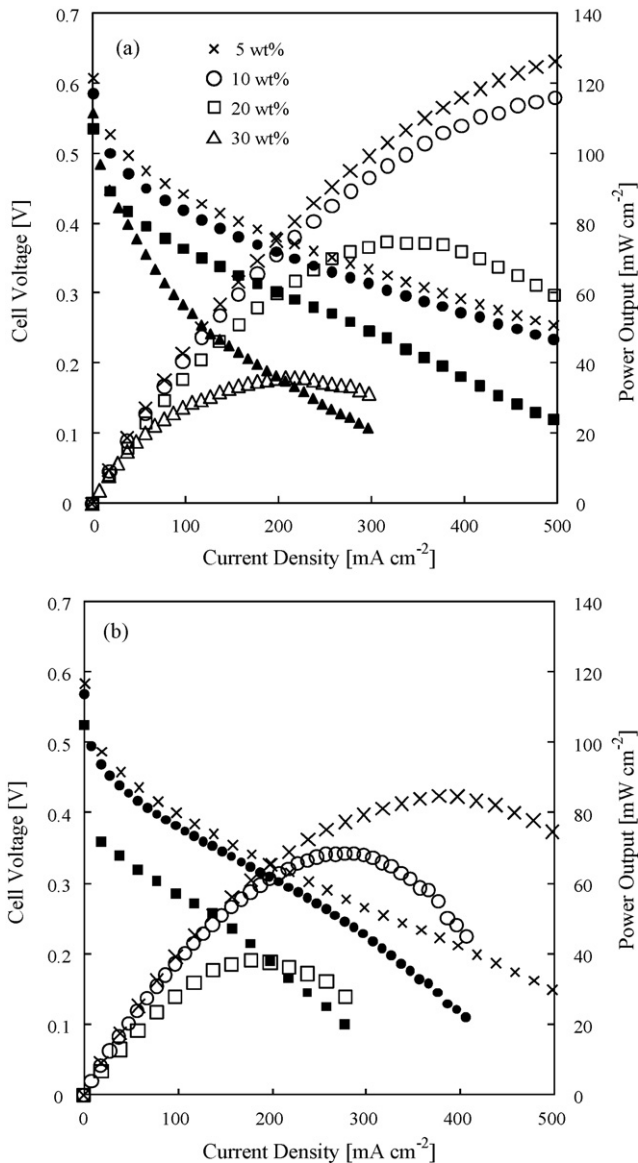 (a)
× 5 wt%
○ 10 wt%
□ 20 wt%
△ 30 wt%
0.7
0.6
0.5
0.4
0.3
0.2
0.1
0
Cell Voltage [V]
140
120
100
80
60
40
20
0
Power Output [mW cm⁻²]
0 100 200 300 400 500
Current Density [mA cm⁻²]
(b)
0.7
0.6
0.5
0.4
0.3
0.2
0.1
0
Cell Voltage [V]
140
120
100
80
60
40
20
0
Power Output [mW cm⁻²]
0 100 200 300 400 500
Current Density [mA cm⁻²]